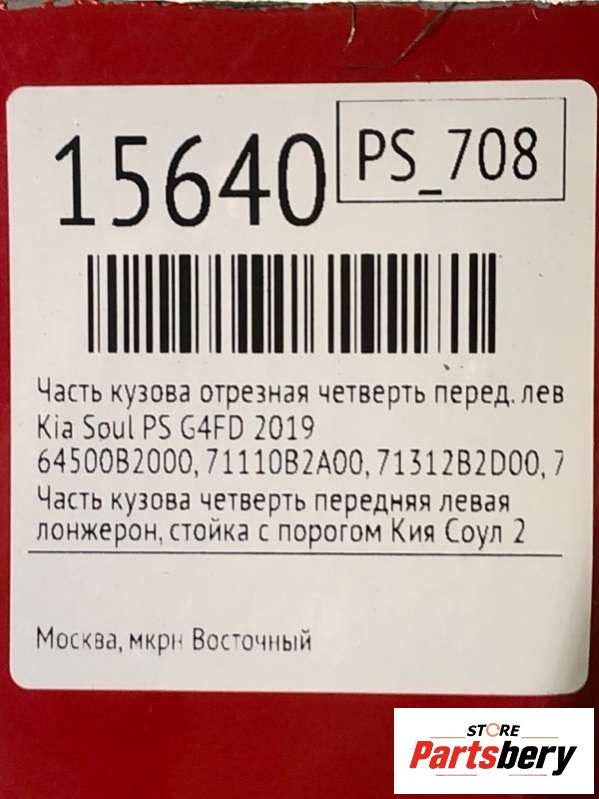 15640
PS_708
Часть кузова отрезная четверть перед. лев
Kia Soul PS G4FD 2019
64500B2000, 71110B2A00, 71312B2D00, 7
Часть кузова четверть передняя левая
лонжерон, стойка с порогом Кия Соул 2
Москва, мкрн Восточный
STORE
Partsbery